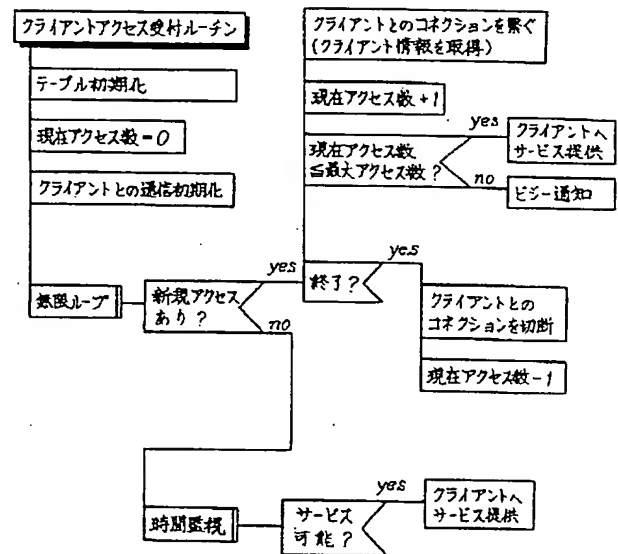 クライアントアクセス受付ルーチン
テーブル初期化
現在アクセス数=0
クライアントとの通信初期化
無限ループ
新規アクセス
あり?
yes
no
クライアントとのコネクションを繋ぐ
(クライアント情報を取得)
現在アクセス数+1
現在アクセス数
≦最大アクセス数?
yes
クライアントへ
サービス提供
no
ビジー通知
終了?
yes
クライアントとの
コネクションを切断
現在アクセス数-1
時間監視
サービス
可能?
yes
クライアントへ
サービス提供